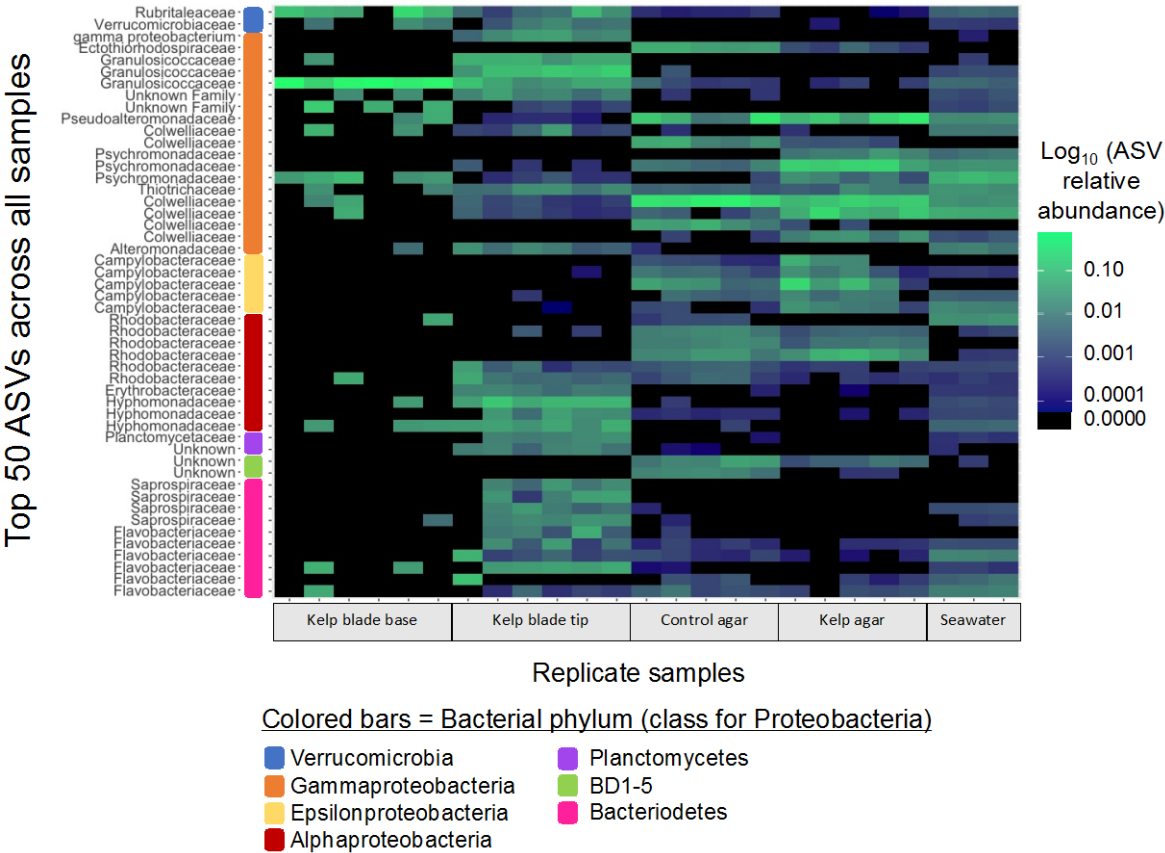 Top 50 ASVs across all samples
Rubritaleaceae
Verrucomicrobiaceae
gamma proteobacterium
Ectothiorhodospiraceae
Granulosicoccaceae
Granulosicoccaceae
Granulosicoccaceae
Unknown Family
Unknown Family
Pseudoalteromonadaceae
Colwelliaceae
Colwelliaceae
Psychromonadaceae
Psychromonadaceae
Psychromonadaceae
Thiotrichaceae
Colwelliaceae
Colwelliaceae
Colwelliaceae
Colwelliaceae
Alteromonadaceae
Campylobacteraceae
Campylobacteraceae
Campylobacteraceae
Campylobacteraceae
Campylobacteraceae
Rhodobacteraceae
Rhodobacteraceae
Rhodobacteraceae
Rhodobacteraceae
Rhodobacteraceae
Rhodobacteraceae
Erythrobacteraceae
Hyphomonadaceae
Hyphomonadaceae
Hyphomonadaceae
Planctomycetaceae
Unknown
Unknown
Unknown
Saprospiraceae
Saprospiraceae
Saprospiraceae
Saprospiraceae
Flavobacteriaceae
Flavobacteriaceae
Flavobacteriaceae
Flavobacteriaceae
Flavobacteriaceae
Flavobacteriaceae
Log10 (ASV
relative
abundance)
0.10
0.01
0.001
0.0001
0.0000
Kelp blade base Kelp blade tip Control agar Kelp agar Seawater
Replicate samples
Colored bars = Bacterial phylum (class for Proteobacteria)
Verrucomicrobia Planctomycetes
Gammaproteobacteria BD1-5
Epsilonproteobacteria Bacteriodetes
Alphaproteobacteria